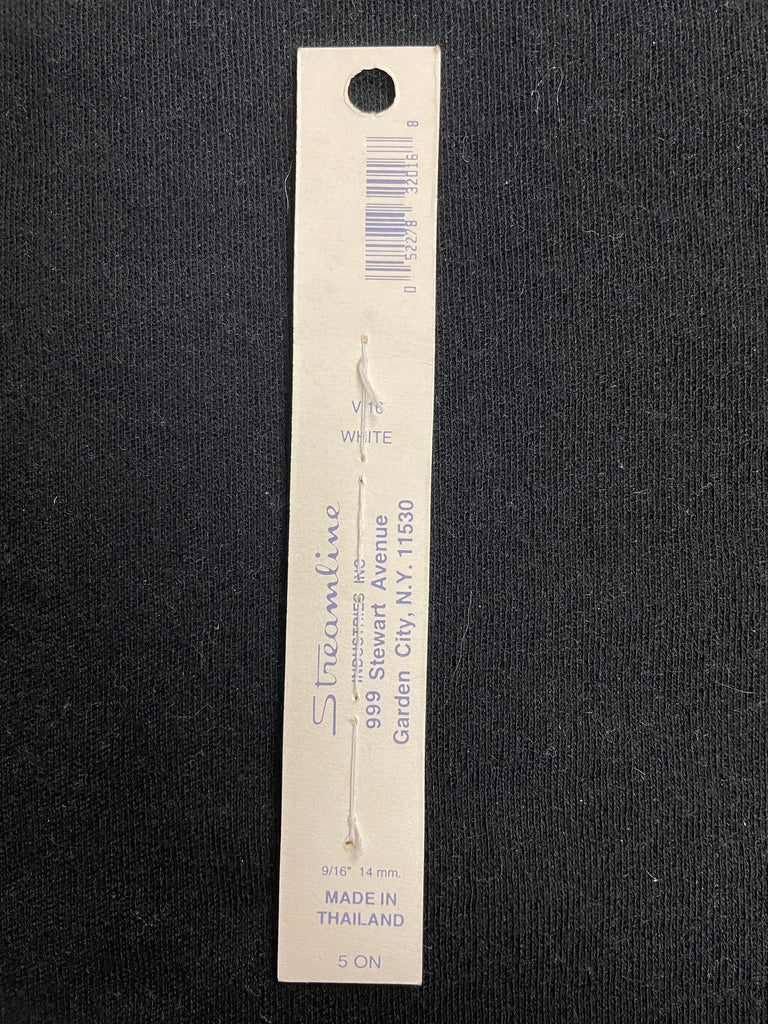 0 52278 32016 8
V 16
WHITE
Streamline
INDUSTRIES INC
999 Stewart Avenue
Garden City, N.Y. 11530
9/16" 14 mm.
MADE IN
THAILAND
5 ON